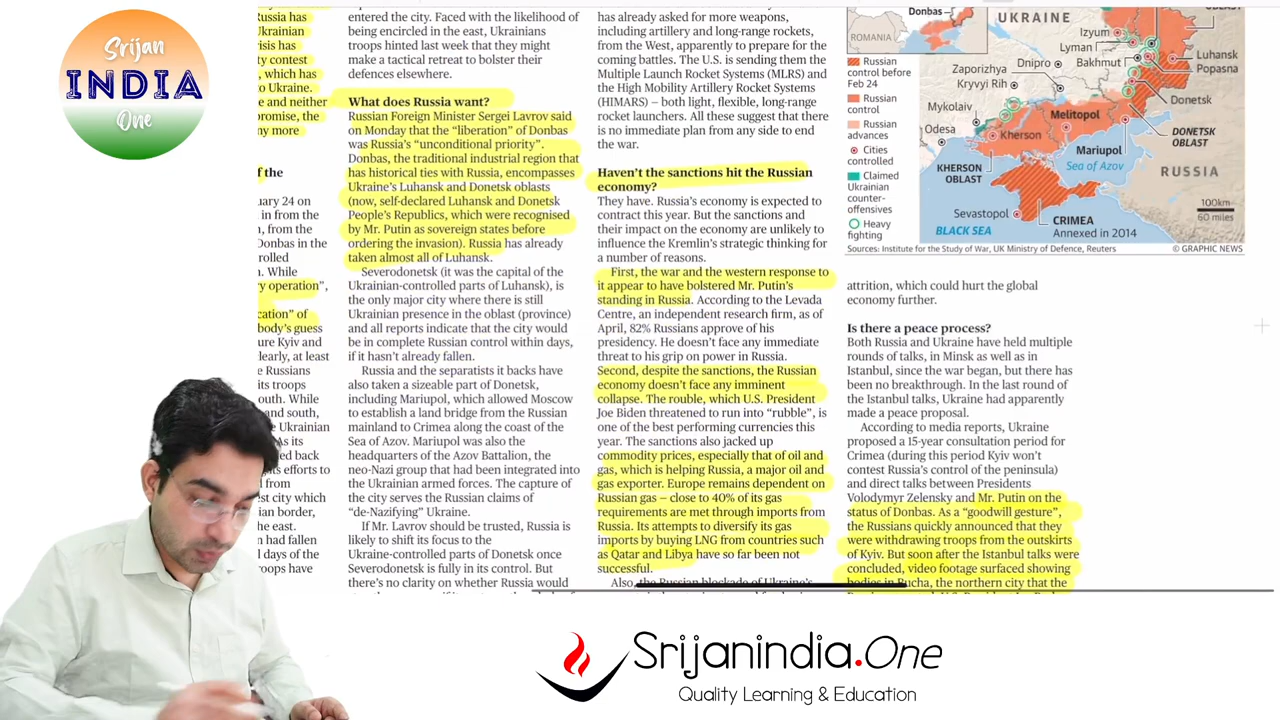 Srijan
INDIA
One
Russia has
Ukrainian
risis has
ty contest
, which has
o Ukraine.
e and neither
promise, the
ny more
f the
uary 24 on
in from the
, from the
Donbas in the
rolled
n. While
y operation",
cation" of
body's guess
ure Kyiv and
learly, at least
e Russians
its troops
outh. While
and south,
e Ukrainian
As its
ed back
s efforts to
from
est city which
an border,
he east.
n had fallen
l days of the
roops have
entered the city. Faced with the likelihood of
being encircled in the east, Ukrainians
troops hinted last week that they might
make a tactical retreat to bolster their
defences elsewhere.
What does Russia want?
Russian Foreign Minister Sergei Lavrov said
on Monday that the “liberation” of Donbas
was Russia's “unconditional priority”.
Donbas, the traditional industrial region that
has historical ties with Russia, encompasses
Ukraine's Luhansk and Donetsk oblasts
(now, self-declared Luhansk and Donetsk
People's Republics, which were recognised
by Mr. Putin as sovereign states before
ordering the invasion). Russia has already
taken almost all of Luhansk.
Severodonetsk (it was the capital of the
Ukrainian-controlled parts of Luhansk), is
the only major city where there is still
Ukrainian presence in the oblast (province)
and all reports indicate that the city would
be in complete Russian control within days,
if it hasn't already fallen.
Russia and the separatists it backs have
also taken a sizeable part of Donetsk,
including Mariupol, which allowed Moscow
to establish a land bridge from the Russian
mainland to Crimea along the coast of the
Sea of Azov. Mariupol was also the
headquarters of the Azov Battalion, the
neo-Nazi group that had been integrated into
the Ukrainian armed forces. The capture of
the city serves the Russian claims of
“de-Nazifying” Ukraine.
If Mr. Lavrov should be trusted, Russia is
likely to shift its focus to the
Ukraine-controlled parts of Donetsk once
Severodonetsk is fully in its control. But
there's no clarity on whether Russia would
has already asked for more weapons,
including artillery and long-range rockets,
from the West, apparently to prepare for the
coming battles. The U.S. is sending them the
Multiple Launch Rocket Systems (MLRS) and
the High Mobility Artillery Rocket Systems
(HIMARS) – both light, flexible, long-range
rocket launchers. All these suggest that there
is no immediate plan from any side to end
the war.
Haven't the sanctions hit the Russian
economy?
They have. Russia's economy is expected to
contract this year. But the sanctions and
their impact on the economy are unlikely to
influence the Kremlin's strategic thinking for
a number of reasons.
First, the war and the western response to
it appear to have bolstered Mr. Putin's
standing in Russia. According to the Levada
Centre, an independent research firm, as of
April, 82% Russians approve of his
presidency. He doesn't face any immediate
threat to his grip on power in Russia.
Second, despite the sanctions, the Russian
economy doesn't face any imminent
collapse. The rouble, which U.S. President
Joe Biden threatened to run into “rubble”, is
one of the best performing currencies this
year. The sanctions also jacked up
commodity prices, especially that of oil and
gas, which is helping Russia, a major oil and
gas exporter. Europe remains dependent on
Russian gas – close to 40% of its gas
requirements are met through imports from
Russia. Its attempts to diversify its gas
imports by buying LNG from countries such
as Qatar and Libya have so far been not
successful.
Also, the Russian blockade of Ukraine's
Donbas
ROMANIA
UKRAINE
Izyum
Lyman
Dnipro
Bakhmut
Luhansk
Popasna
Zaporizhya
Kryvyi Rih
Mykolaiv
Melitopol
Donetsk
Odesa
Kherson
DONETSK
OBLAST
Mariupol
Sea of Azov
KHERSON
OBLAST
RUSSIA
Sevastopol
BLACK SEA
CRIMEA
Annexed in 2014
100km
60 miles
Russian
control before
Feb 24
Russian
control
Russian
advances
Cities
controlled
Claimed
Ukrainian
counter-
offensives
Heavy
fighting
Sources: Institute for the Study of War, UK Ministry of Defence, Reuters
© GRAPHIC NEWS
attrition, which could hurt the global
economy further.
Is there a peace process?
Both Russia and Ukraine have held multiple
rounds of talks, in Minsk as well as in
Istanbul, since the war began, but there has
been no breakthrough. In the last round of
the Istanbul talks, Ukraine had apparently
made a peace proposal.
According to media reports, Ukraine
proposed a 15-year consultation period for
Crimea (during this period Kyiv won't
contest Russia's control of the peninsula)
and direct talks between Presidents
Volodymyr Zelensky and Mr. Putin on the
status of Donbas. As a “goodwill gesture”,
the Russians quickly announced that they
were withdrawing troops from the outskirts
of Kyiv. But soon after the Istanbul talks were
concluded, video footage surfaced showing
bodies in Bucha, the northern city that the
Srijanindia.One
Quality Learning & Education